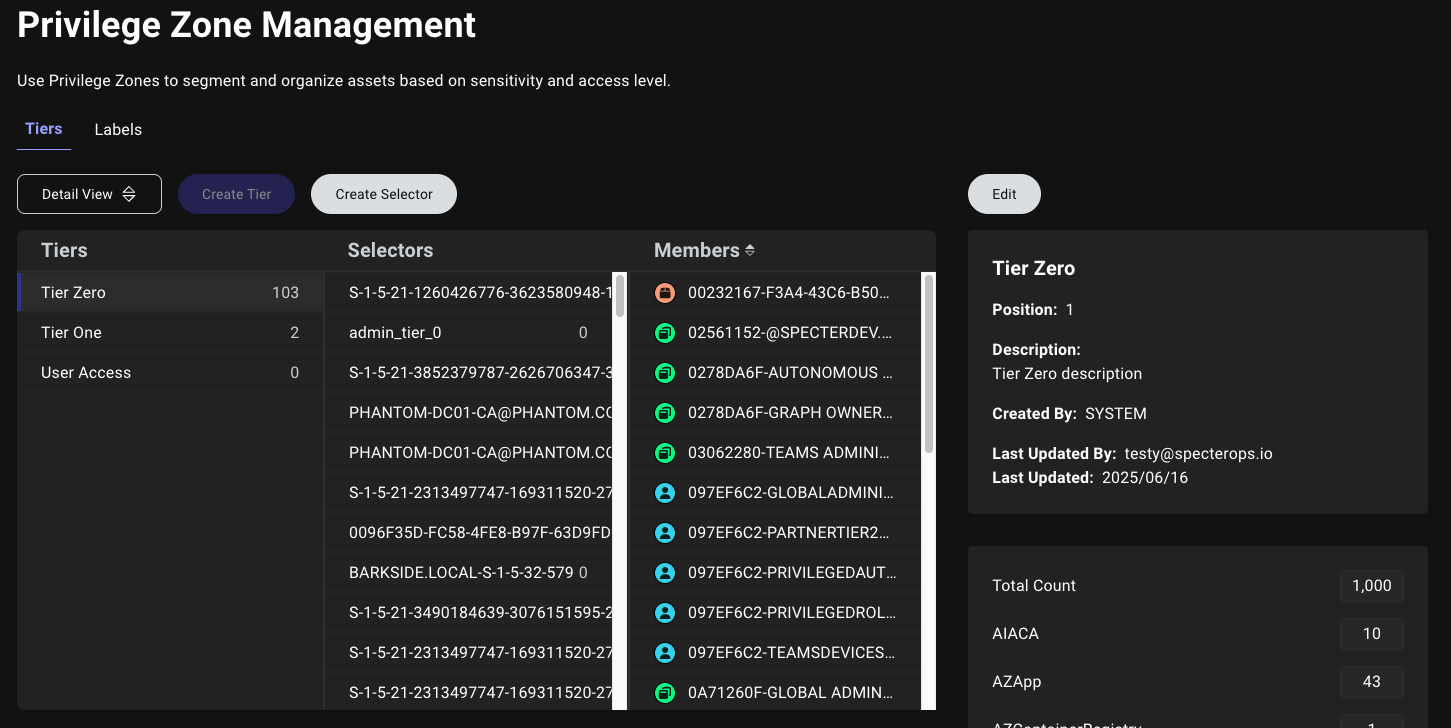 Privilege Zone Management
Use Privilege Zones to segment and organize assets based on sensitivity and access level.
Tiers Labels
Detail View Create Tier Create Selector Edit
Tiers Selectors Members
Tier Zero 103 S-1-5-21-1260426776-3623580948-1 00232167-F3A4-43C6-B50...
Tier One 2 admin_tier_0 0 02561152-@SPECTERDEV....
User Access 0 S-1-5-21-3852379787-2626706347-3 0278DA6F-AUTONOMOUS ...
PHANTOM-DC01-CA@PHANTOM.CO 0278DA6F-GRAPH OWNER...
PHANTOM-DC01-CA@PHANTOM.CO 03062280-TEAMS ADMINI...
S-1-5-21-2313497747-169311520-27 097EF6C2-GLOBALADMINI...
0096F35D-FC58-4FE8-B97F-63D9FD 097EF6C2-PARTNERTIER2...
BARKSIDE.LOCAL-S-1-5-32-579 0 097EF6C2-PRIVILEGEDAUT...
S-1-5-21-3490184639-3076151595-2 097EF6C2-PRIVILEGEDROL...
S-1-5-21-2313497747-169311520-27 097EF6C2-TEAMSDEVICES...
S-1-5-21-2313497747-169311520-27 0A71260F-GLOBAL ADMIN...
Tier Zero
Position: 1
Description:
Tier Zero description
Created By: SYSTEM
Last Updated By: testy@specterops.io
Last Updated: 2025/06/16
Total Count 1,000
AIACA 10
AZApp 43
AZContainerRegistry 1